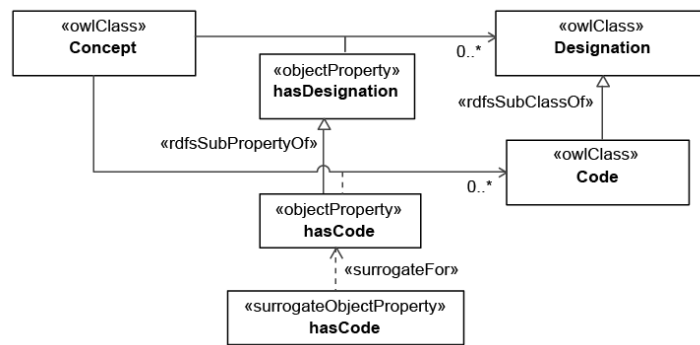 «owlClass»
Concept
«owlClass»
Designation
0..*
«objectProperty»
hasDesignation
«rdfsSubClassOf»
«rdfsSubPropertyOf»
«owlClass»
Code
0..*
«objectProperty»
hasCode
«surrogateFor»
«surrogateObjectProperty»
hasCode